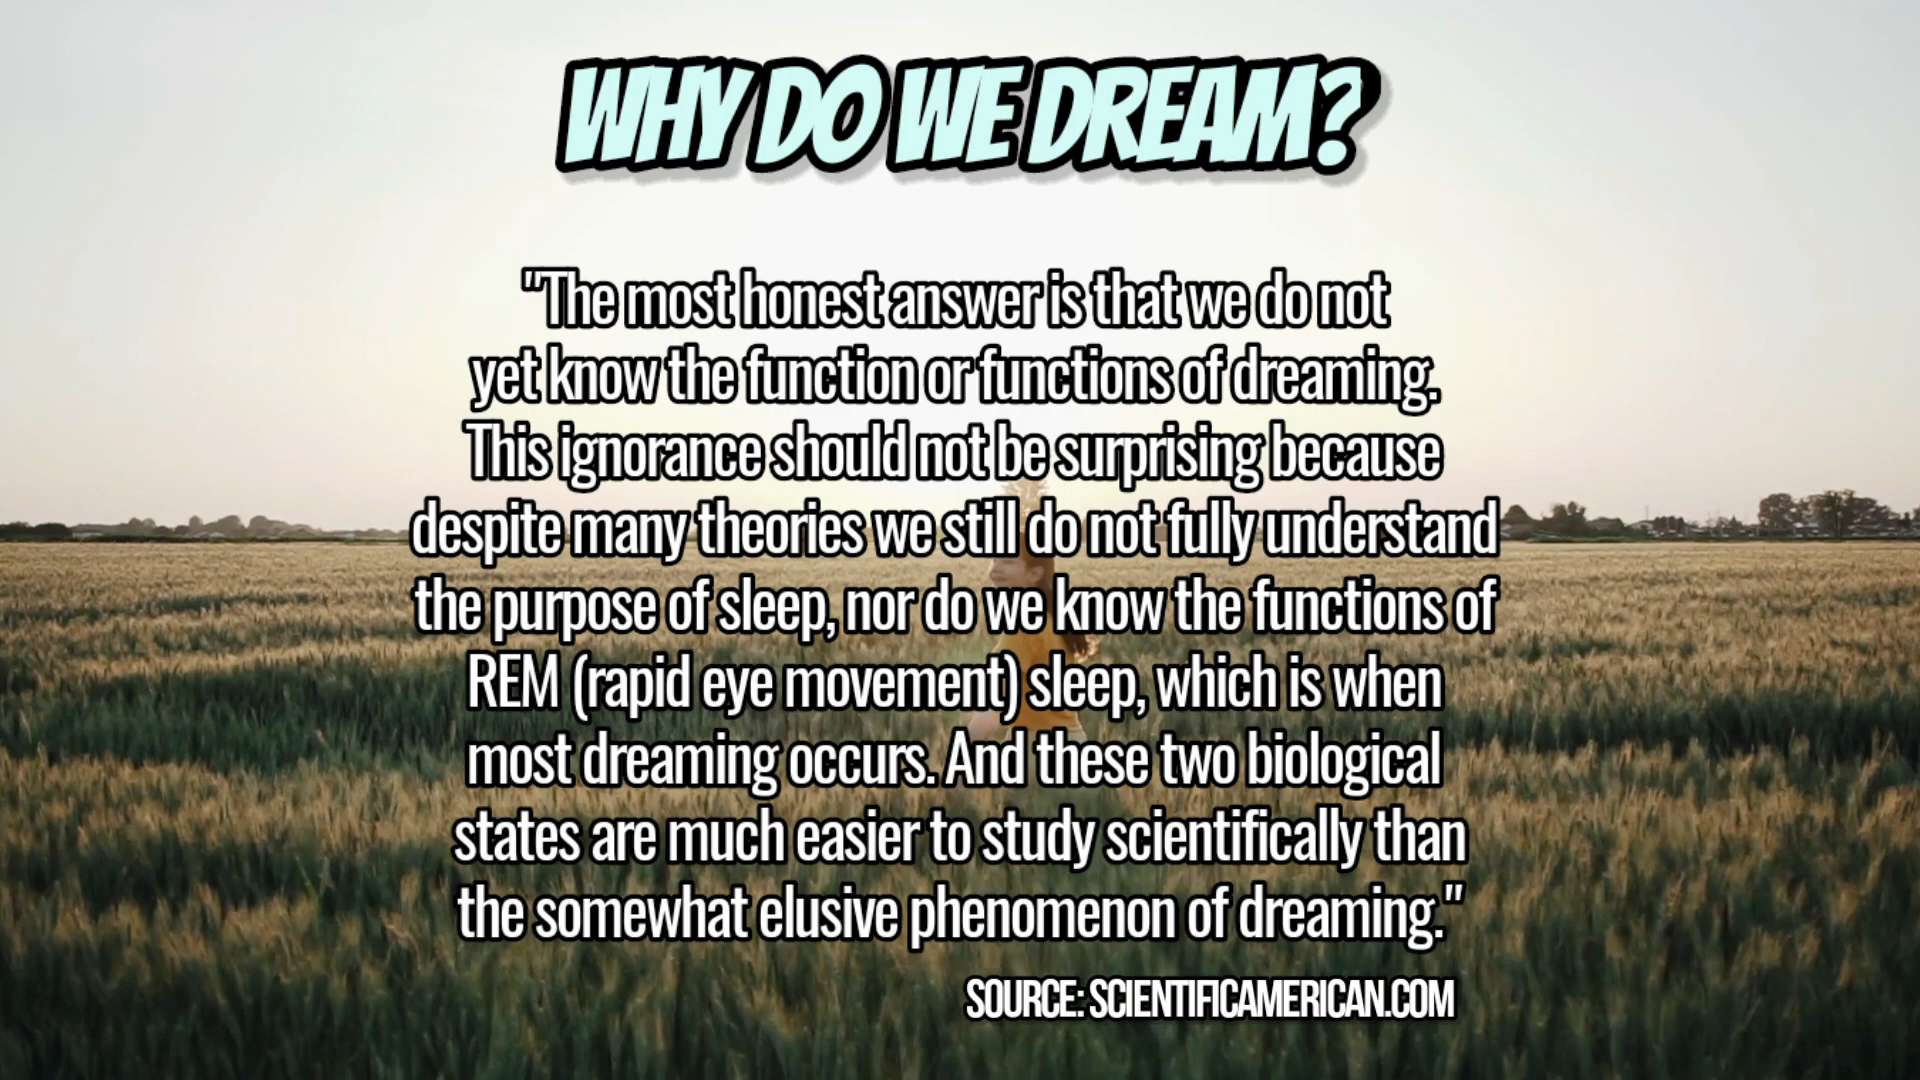 WHY DO WE DREAM?
"The most honest answer is that we do not
yet know the function or functions of dreaming.
This ignorance should not be surprising because
despite many theories we still do not fully understand
the purpose of sleep, nor do we know the functions of
REM (rapid eye movement) sleep, which is when
most dreaming occurs. And these two biological
states are much easier to study scientifically than
the somewhat elusive phenomenon of dreaming."
SOURCE: SCIENTIFICAMERICAN.COM